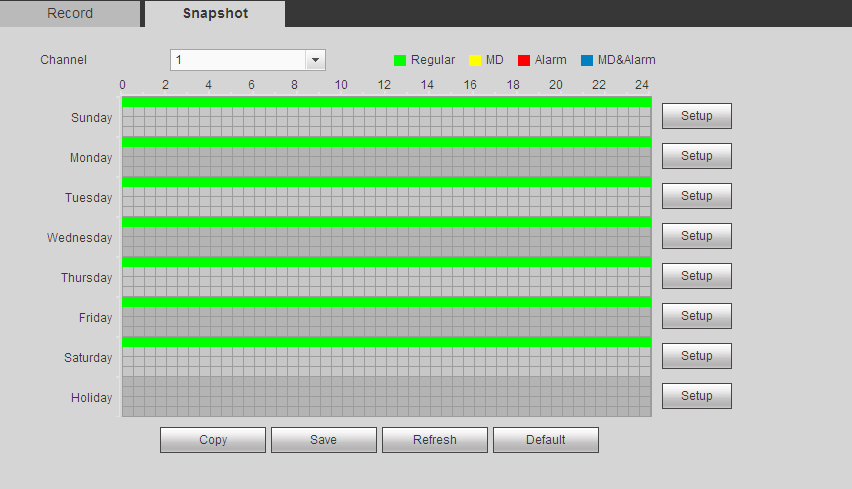 Record Snapshot
Channel 1 Regular MD Alarm MD&Alarm
0 2 4 6 8 10 12 14 16 18 20 22 24
Sunday Setup
Monday Setup
Tuesday Setup
Wednesday Setup
Thursday Setup
Friday Setup
Saturday Setup
Holiday Setup
Copy Save Refresh Default